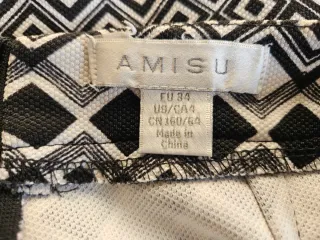 AMISU
EU 34
US/CA 4
CN 160/64
Made in
China